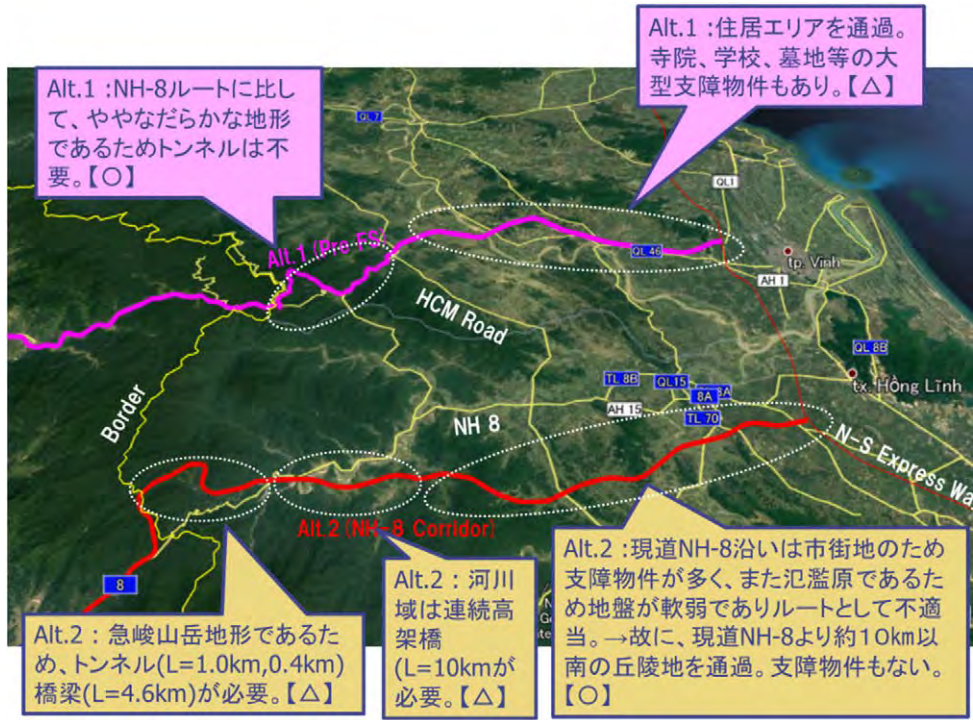 Alt.1：住居エリアを通過。
寺院、学校、墓地等の大
型支障物件もあり。【△】
Alt.1：NH-8ルートに比し
て、ややなだらかな地形
であるためトンネルは不
要。【○】
QL 7
QL1
Alt.1 (Pre FS)
QL 46
tp. Vinh
AH 1
HCM Road
QL 8B
TL 8B
QL15
8A
tx. Hồng Lĩnh
AH 15
TL 70
Border
NH 8
N-S Express Wa
Alt.2 (NH-8 Corridor)
8
Alt.2：急峻山岳地形であるた
め、トンネル(L=1.0km,0.4km)
橋梁(L=4.6km)が必要。【△】
Alt.2：河川
域は連続高
架橋
(L=10kmが
必要。【△】
Alt.2：現道NH-8沿いは市街地のため
支障物件が多く、また氾濫原であるた
め地盤が軟弱でありルートとして不適
当。→故に、現道NH-8より約10km以
南の丘陵地を通過。支障物件もない。
【○】